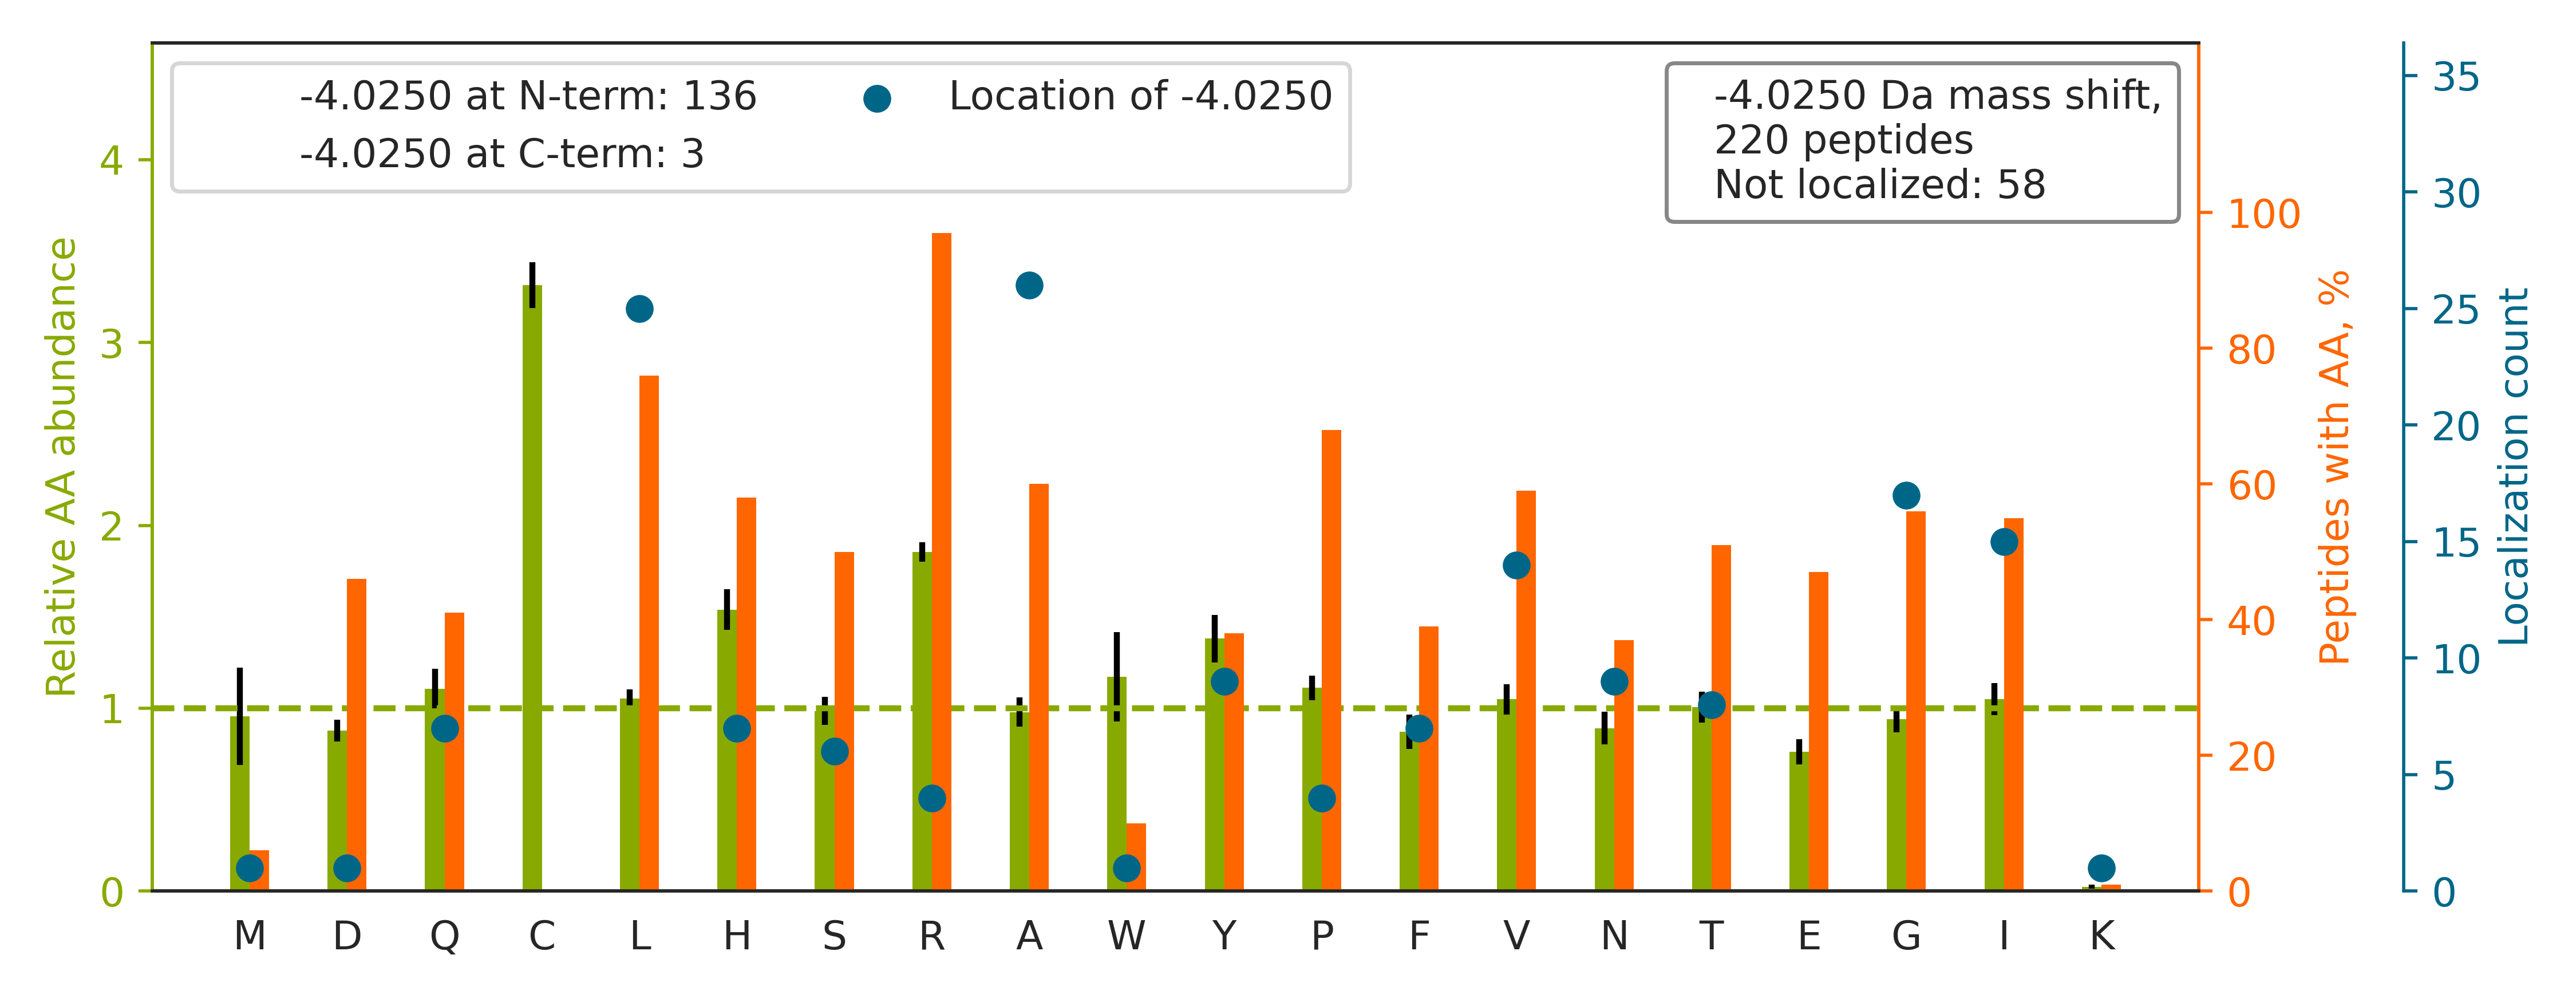 -4.0250 at N-term: 136
-4.0250 at C-term: 3
Location of -4.0250
-4.0250 Da mass shift,
220 peptides
Not localized: 58
Relative AA abundance
4
3
2
1
0
M D Q C L H S R A W Y P F V N T E G I K
100
80
60
40
20
0
Peptides with AA, %
35
30
25
20
15
10
5
0
Localization count